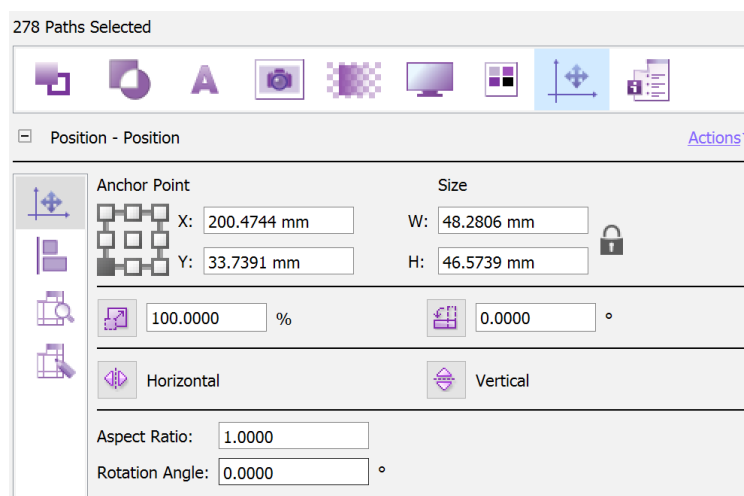 278 Paths Selected
Position - Position
Actions
Anchor Point Size
X: 200.4744 mm W: 48.2806 mm
Y: 33.7391 mm H: 46.5739 mm
100.0000 % 0.0000 °
Horizontal Vertical
Aspect Ratio: 1.0000
Rotation Angle: 0.0000 °